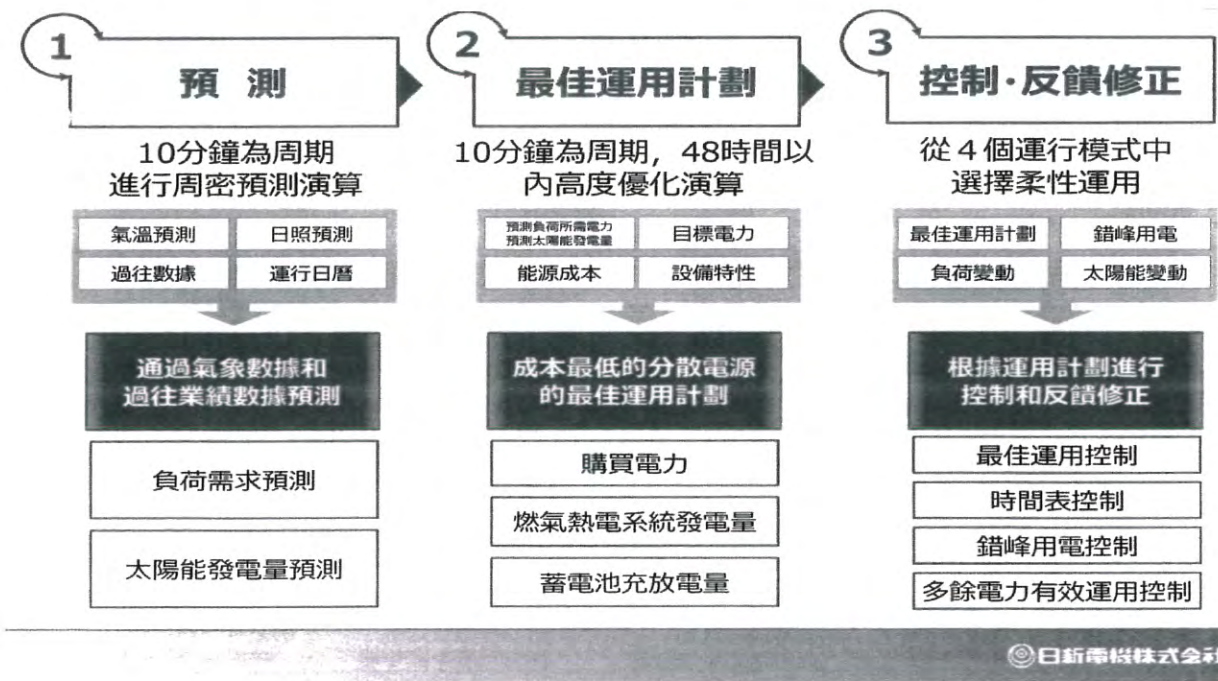 1
預 測
10分鐘為周期
進行周密預測演算
氣溫預測
日照預測
過往數據
運行日曆
通過氣象數據和
過往業績數據預測
負荷需求預測
太陽能發電量預測
2
最佳運用計劃
10分鐘為周期，48時間以
內高度優化演算
預測負荷所需電力
預測太陽能發電量
目標電力
能源成本
設備特性
成本最低的分散電源
的最佳運用計劃
購買電力
燃氣熱電系統發電量
蓄電池充放電量
3
控制·反饋修正
從４個運行模式中
選擇柔性運用
最佳運用計劃
錯峰用電
負荷變動
太陽能變動
根據運用計劃進行
控制和反饋修正
最佳運用控制
時間表控制
錯峰用電控制
多餘電力有效運用控制
日新電機株式会社